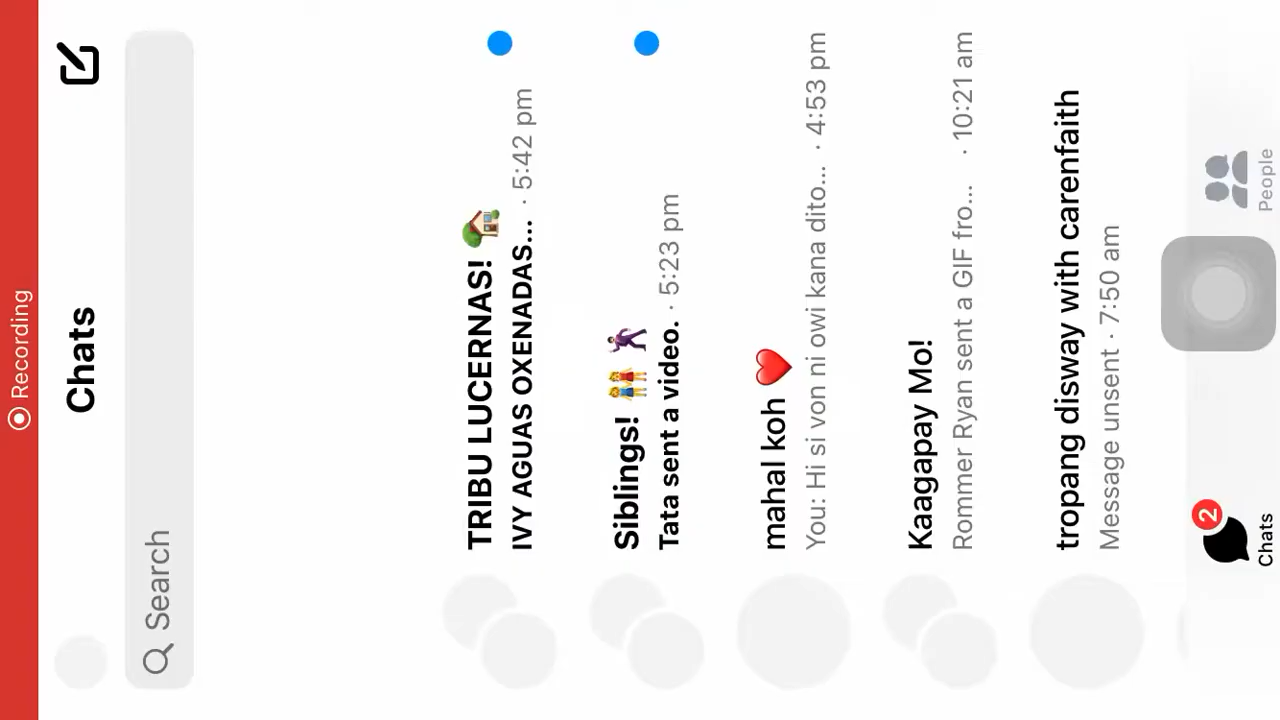 Recording
Chats
Search
TRIBU LUCERNAS! 🏡
IVY AGUAS OXENADAS... · 5:42 pm
Siblings! 👭🕺
Tata sent a video. · 5:23 pm
mahal koh ❤️
You: Hi si von ni owi kana dito... · 4:53 pm
Kaagapay Mo!
Rommer Ryan sent a GIF fro... · 10:21 am
tropang disway with carenfaith
Message unsent · 7:50 am
2
Chats
People